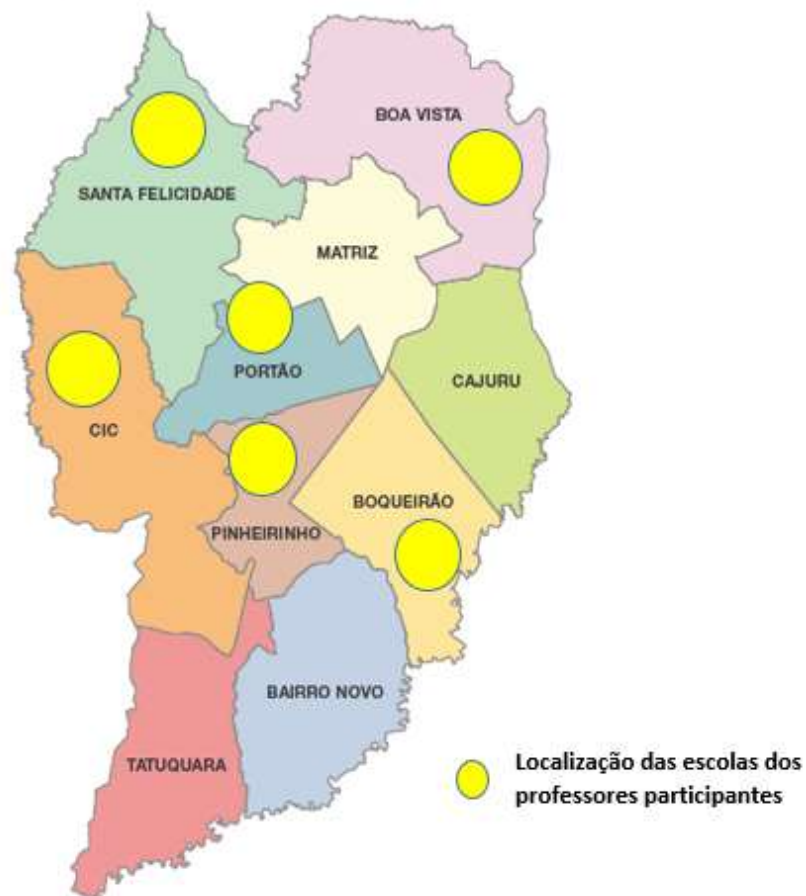 BOA VISTA
SANTA FELICIDADE
MATRIZ
PORTÃO
CAJURU
CIC
BOQUEIRÃO
PINHEIRINHO
BAIRRO NOVO
TATUQUARA
Localização das escolas dos
professores participantes